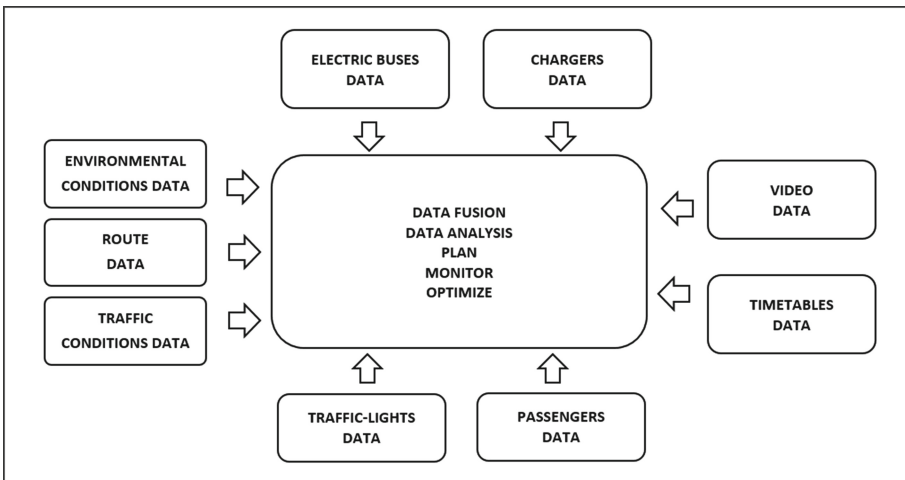 ELECTRIC BUSES
DATA
CHARGERS
DATA
ENVIRONMENTAL
CONDITIONS DATA
ROUTE
DATA
TRAFFIC
CONDITIONS DATA
DATA FUSION
DATA ANALYSIS
PLAN
MONITOR
OPTIMIZE
VIDEO
DATA
TIMETABLES
DATA
TRAFFIC-LIGHTS
DATA
PASSENGERS
DATA